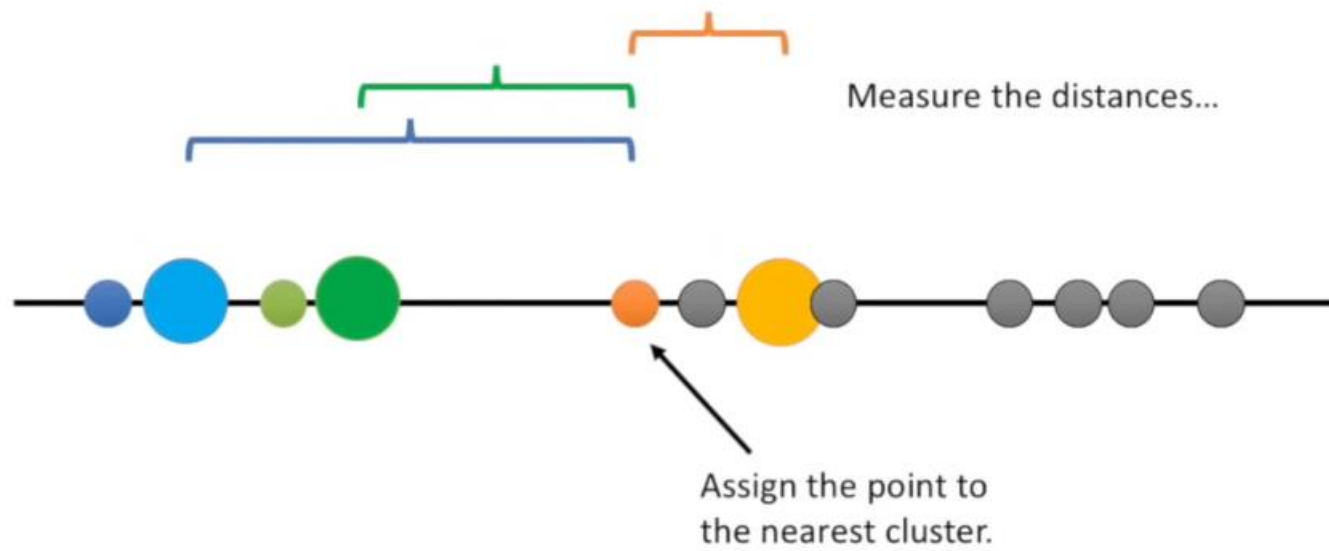 Measure the distances...
Assign the point to
the nearest cluster.